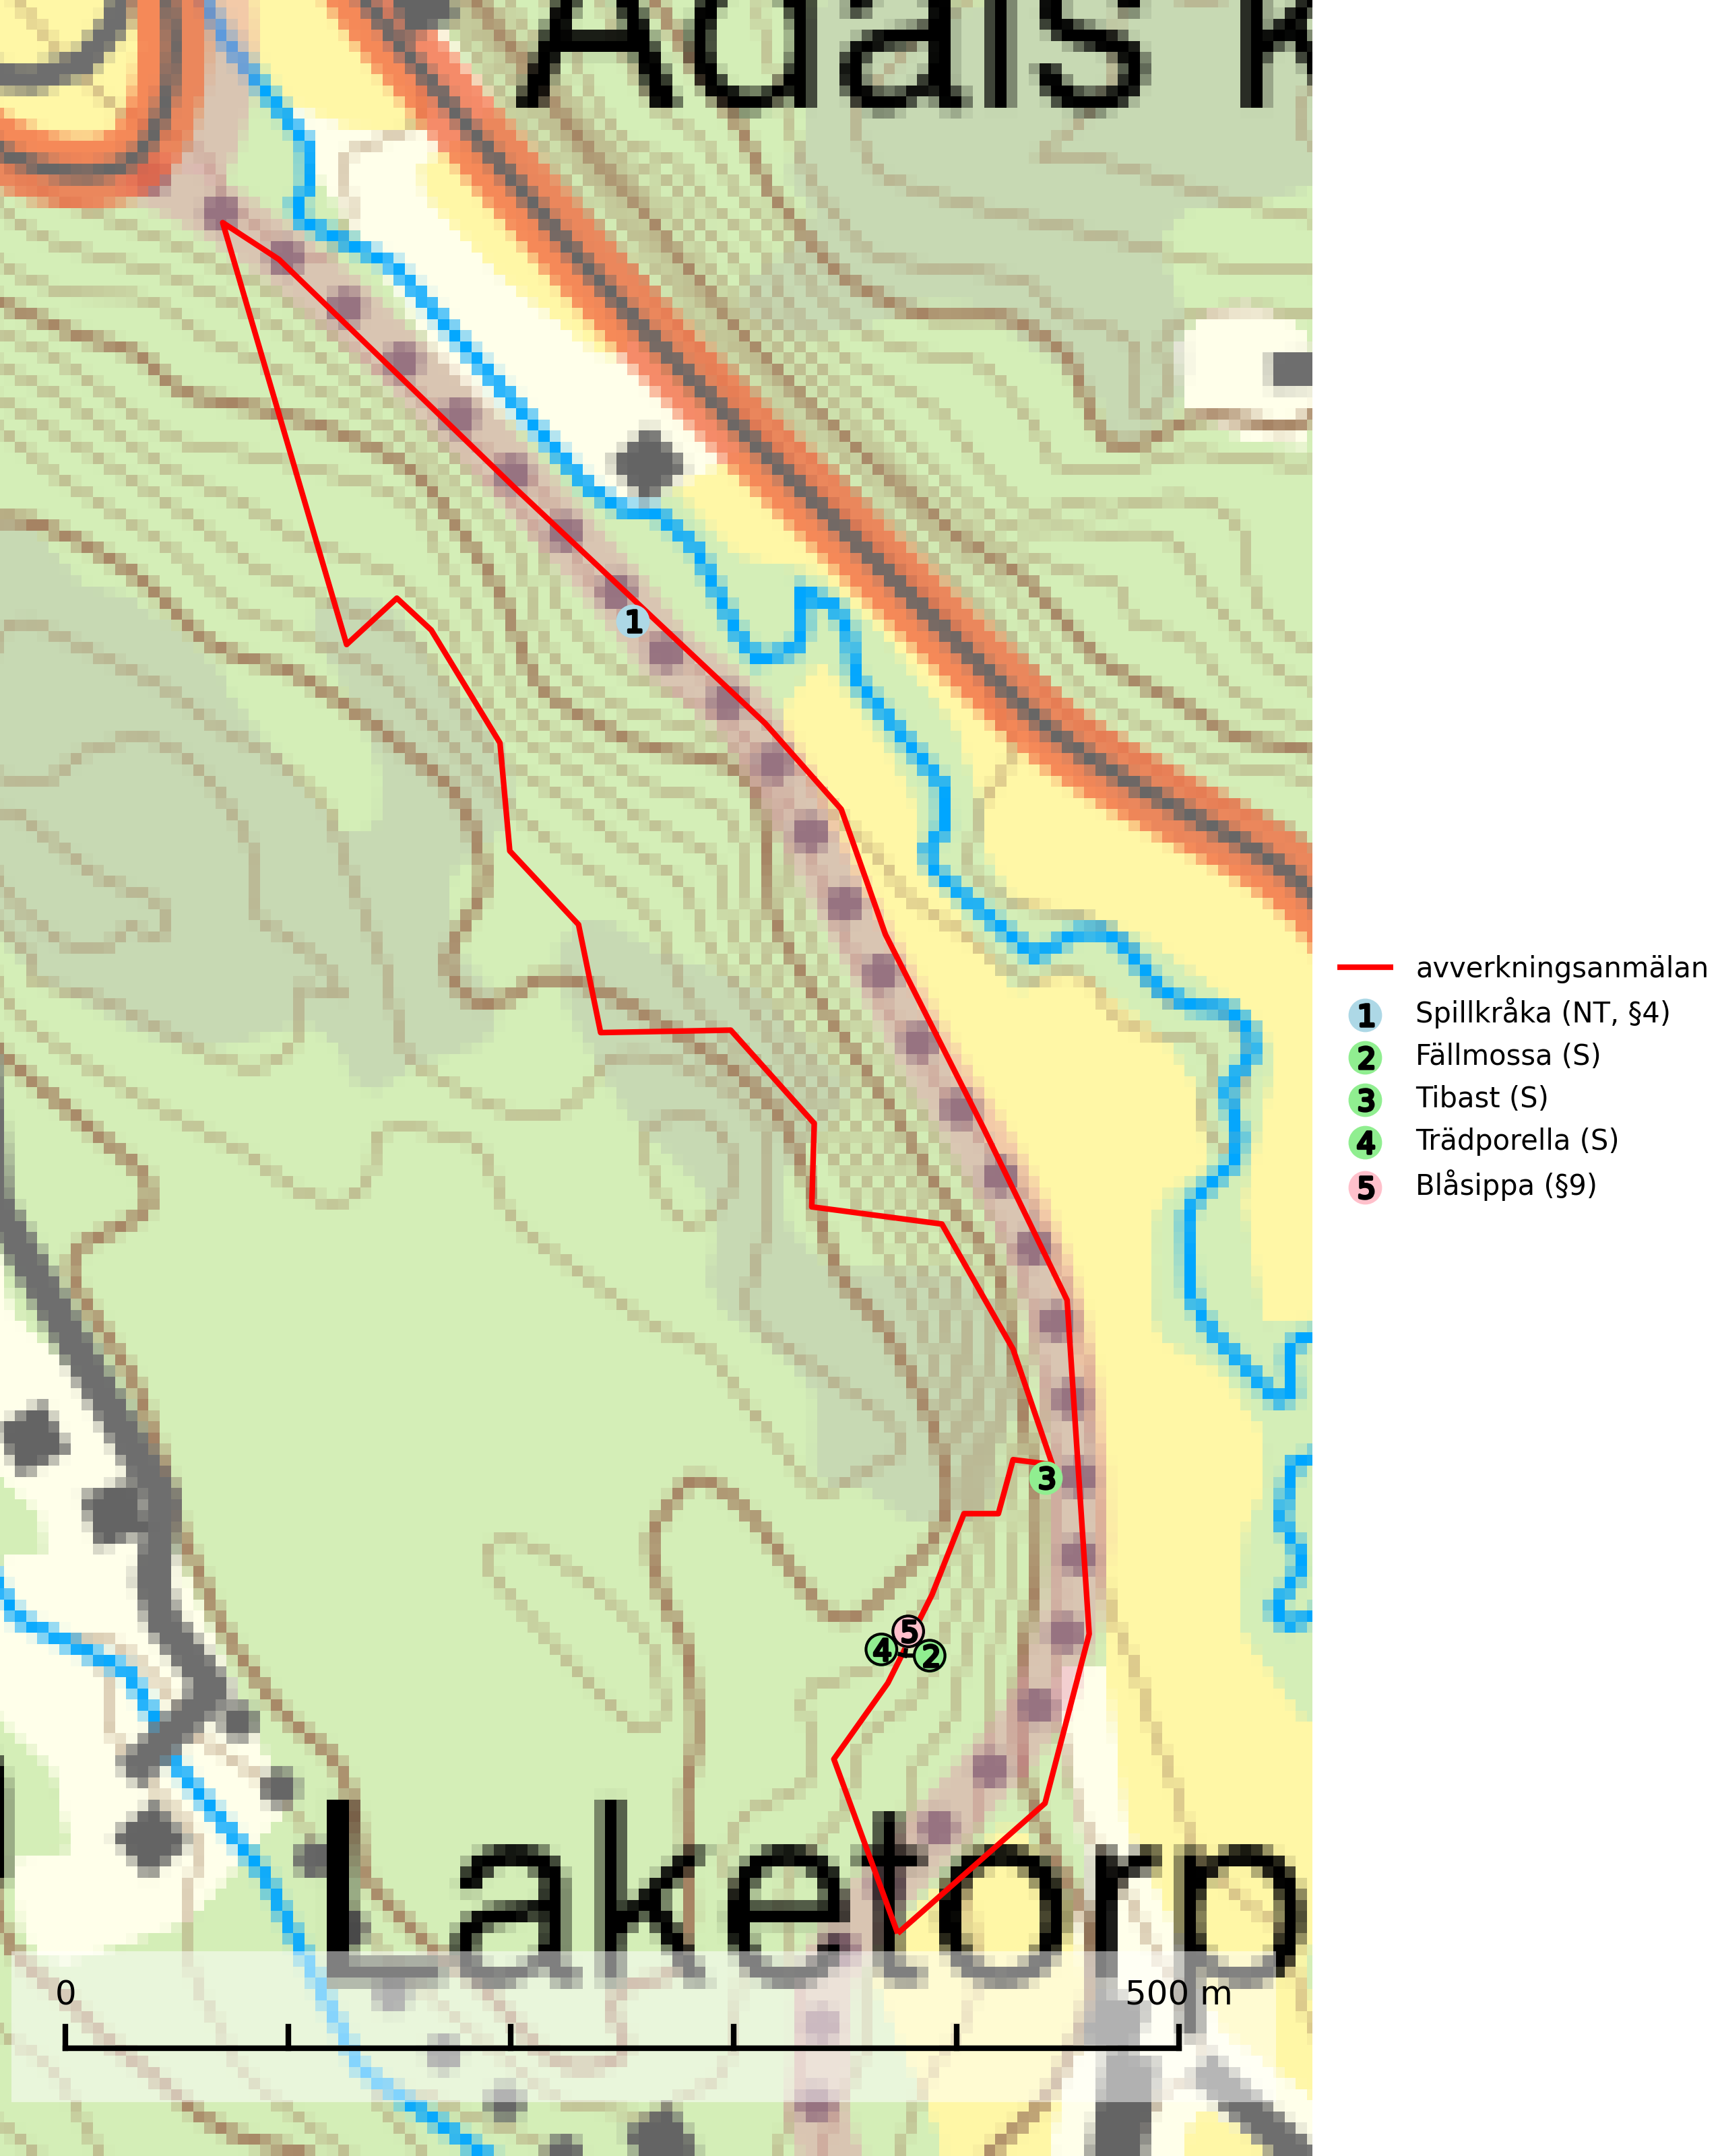 Ådals k
avverkningsanmälan
1 Spillkråka (NT, §4)
2 Fällmossa (S)
3 Tibast (S)
4 Trädporella (S)
5 Blåsippa (§9)
1
3
5
4 2
Laketorp
0 500 m